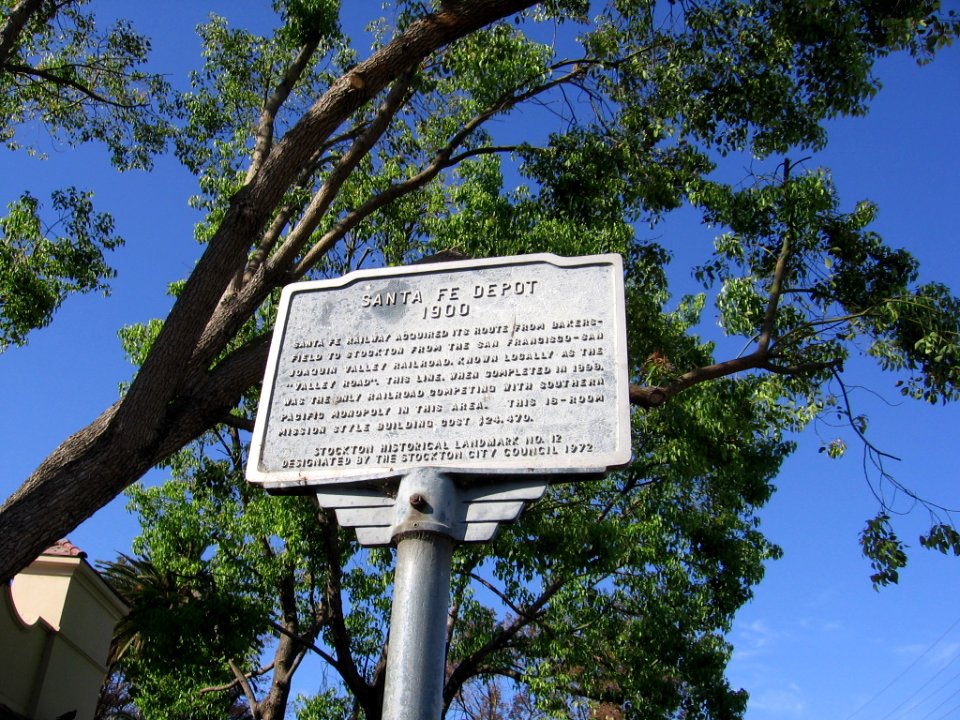 SANTA FE DEPOT
1900
SANTA FE RAILWAY ACQUIRED ITS ROUTE FROM BAKERS-
FIELD TO STOCKTON FROM THE SAN FRANCISCO-SAN
JOAQUIN VALLEY RAILROAD. KNOWN LOCALLY AS THE
"VALLEY ROAD". THIS LINE, WHEN COMPLETED IN
WAS THE ONLY RAILROAD COMPETING WITH SOUTHERN
PACIFIC MONOPOLY IN THIS AREA. THIS 16-ROOM
MISSION STYLE BUILDING COST $24,470.
STOCKTON HISTORICAL LANDMARK NO. 12
DESIGNATED BY THE STOCKTON CITY COUNCIL 1972